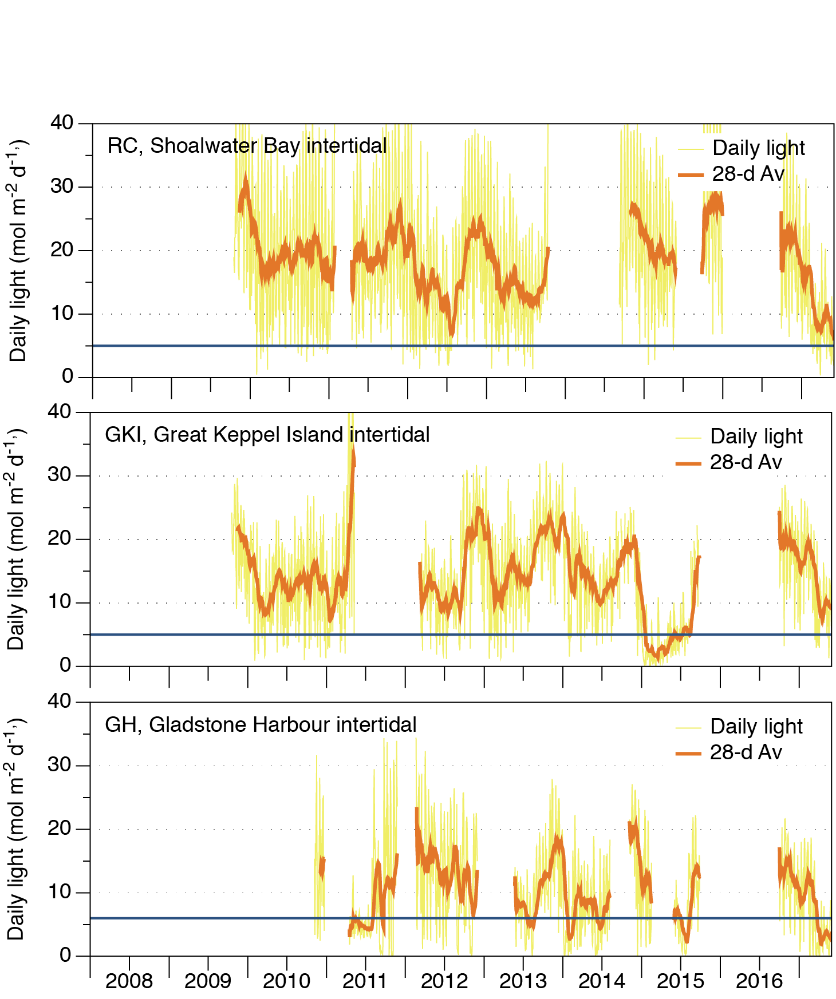 40
RC, Shoalwater Bay intertidal
Daily light
28-d Av
30
20
10
0
Daily light (mol m-2 d-1,)
40
GKI, Great Keppel Island intertidal
Daily light
28-d Av
30
20
10
0
Daily light (mol m-2 d-1,)
40
GH, Gladstone Harbour intertidal
Daily light
28-d Av
30
20
10
0
Daily light (mol m-2 d-1,)
2008 2009 2010 2011 2012 2013 2014 2015 2016